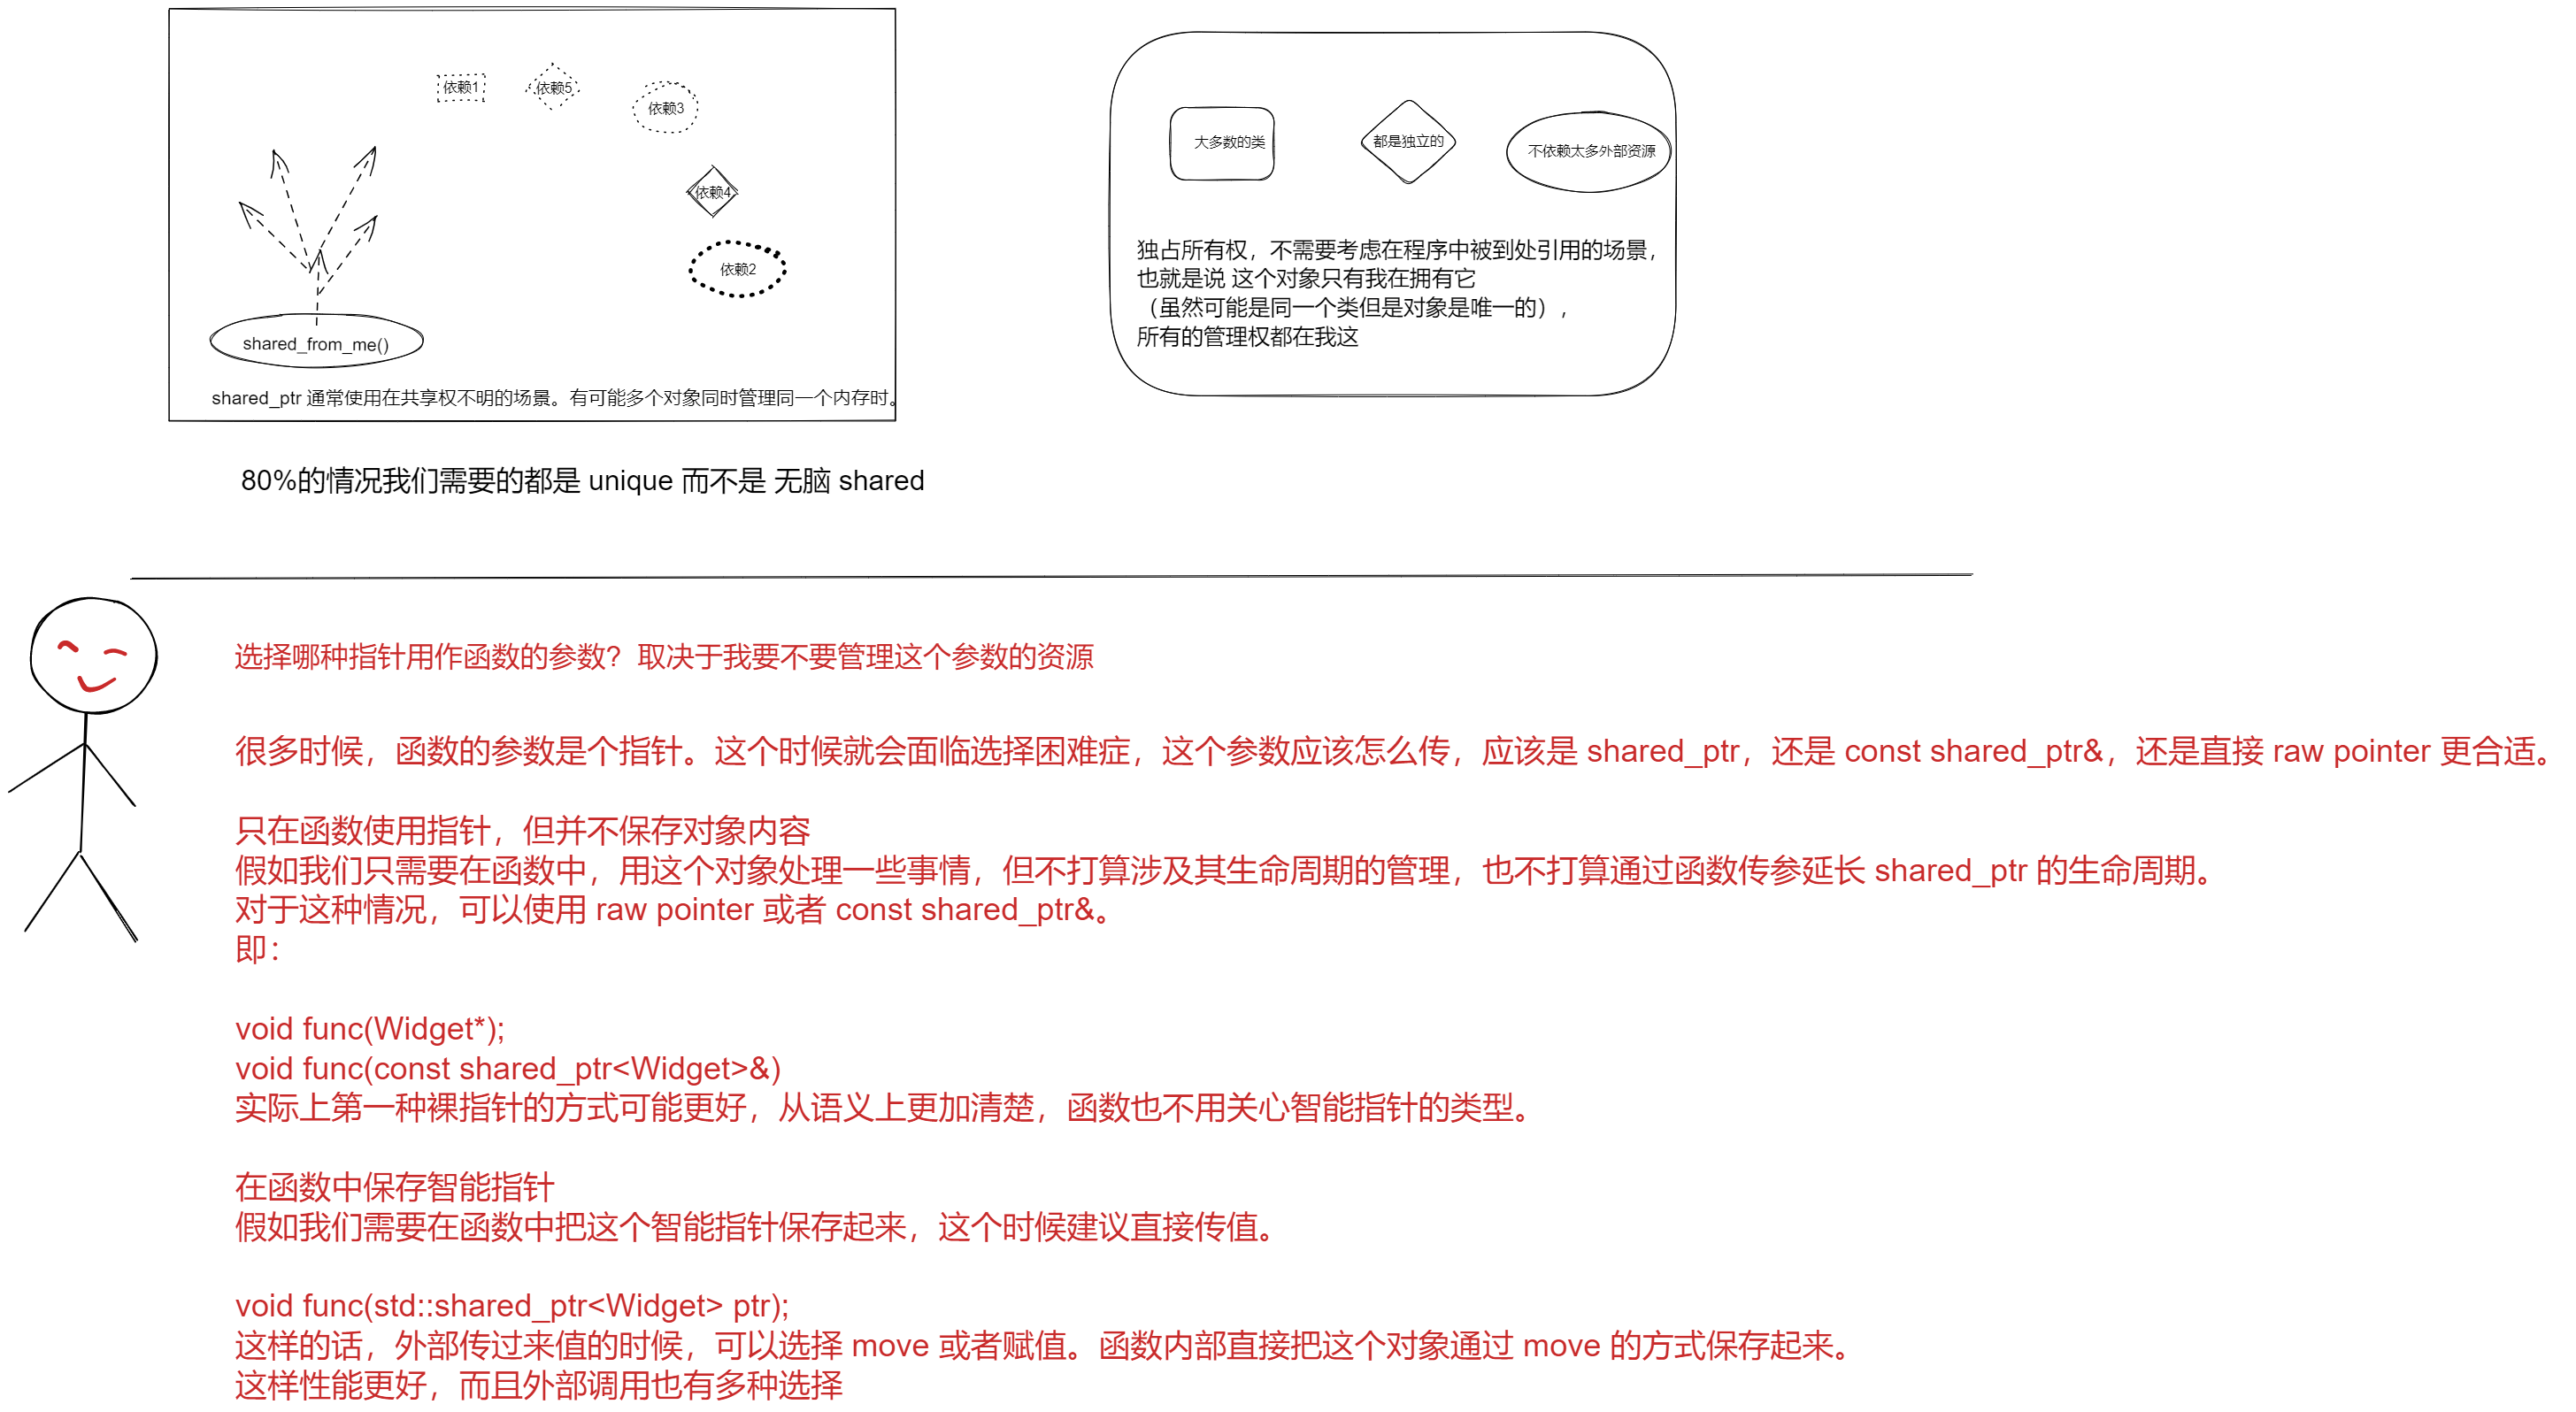 依赖1
依赖5
依赖3
依赖4
依赖2
shared_from_me()
shared_ptr 通常使用在共享权不明的场景。有可能多个对象同时管理同一个内存时。
大多数的类
都是独立的
不依赖太多外部资源
独占所有权，不需要考虑在程序中被到处引用的场景，
也就是说 这个对象只有我在拥有它
（虽然可能是同一个类但是对象是唯一的），
所有的管理权都在我这
80%的情况我们需要的都是 unique 而不是 无脑 shared
选择哪种指针用作函数的参数？取决于我要不要管理这个参数的资源
很多时候，函数的参数是个指针。这个时候就会面临选择困难症，这个参数应该怎么传，应该是 shared_ptr，还是 const shared_ptr&，还是直接 raw pointer 更合适。
只在函数使用指针，但并不保存对象内容
假如我们只需要在函数中，用这个对象处理一些事情，但不打算涉及其生命周期的管理，也不打算通过函数传参延长 shared_ptr 的生命周期。
对于这种情况，可以使用 raw pointer 或者 const shared_ptr&。
即：
void func(Widget*);
void func(const shared_ptr<Widget>&)
实际上第一种裸指针的方式可能更好，从语义上更加清楚，函数也不用关心智能指针的类型。
在函数中保存智能指针
假如我们需要在函数中把这个智能指针保存起来，这个时候建议直接传值。
void func(std::shared_ptr<Widget> ptr);
这样的话，外部传过来值的时候，可以选择 move 或者赋值。函数内部直接把这个对象通过 move 的方式保存起来。
这样性能更好，而且外部调用也有多种选择